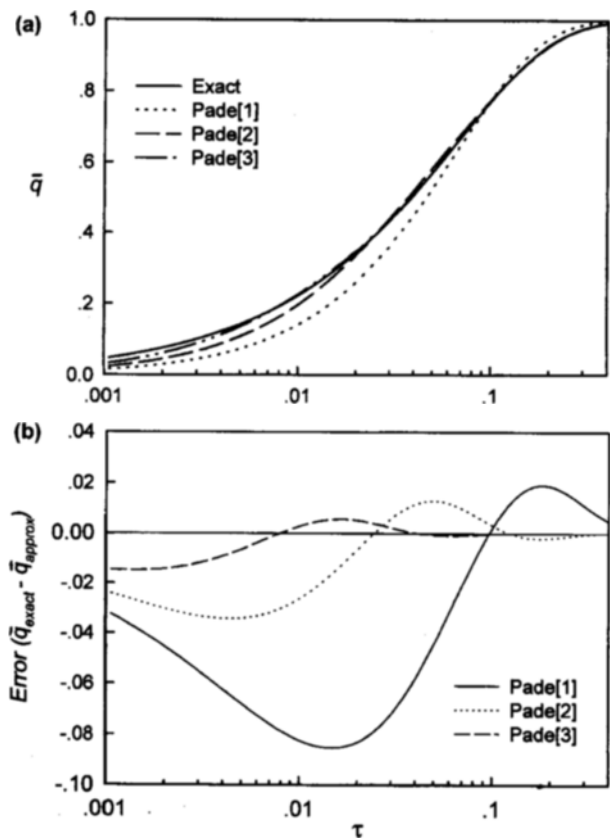 (a)
1.0
.8
.6
.4
.2
0.0
q̄
Exact
Pade[1]
Pade[2]
Pade[3]
.001
.01
.1
(b)
.04
.02
0.00
-.02
-.04
-.06
-.08
-.10
Error (q̄exact - q̄approx)
Pade[1]
Pade[2]
Pade[3]
.001
.01
.1
τ